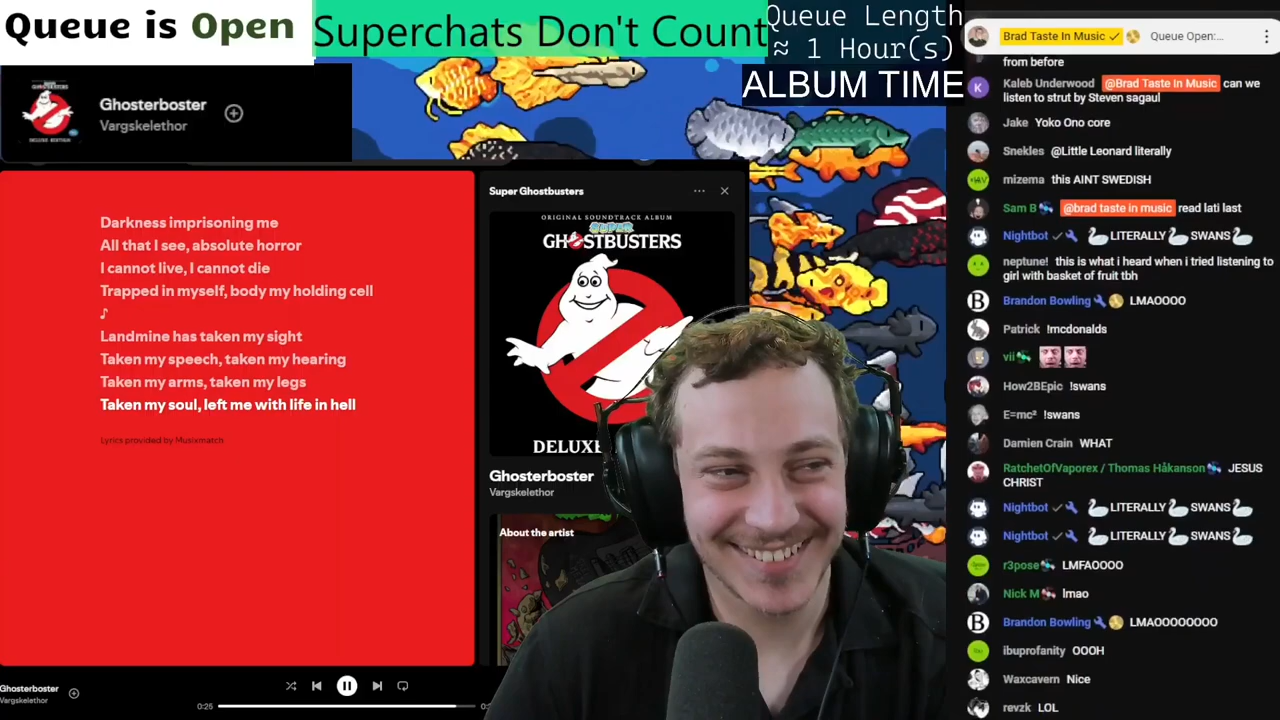 Queue is Open
Superchats Don't Count
Queue Length
≈ 1 Hour(s)
ALBUM TIME
Ghosterboster
Vargskelethor
Darkness imprisoning me
All that I see, absolute horror
I cannot live, I cannot die
Trapped in myself, body my holding cell
♪
Landmine has taken my sight
Taken my speech, taken my hearing
Taken my arms, taken my legs
Taken my soul, left me with life in hell
Lyrics provided by Musixmatch
Super Ghostbusters
ORIGINAL SOUNDTRACK ALBUM
SUPER
GHOSTBUSTERS
DELUXE
Ghosterboster
Vargskelethor
About the artist
Ghosterboster
Vargskelethor
0:26
Brad Taste In Music Queue Open:...
from before
Kaleb Underwood @Brad Taste In Music can we
listen to strut by Steven sagaul
Jake Yoko Ono core
Snekles @Little Leonard literally
mizema this AINT SWEDISH
Sam B @brad taste in music read lati last
Nightbot LITERALLY SWANS
neptune! this is what i heard when i tried listening to
girl with basket of fruit tbh
Brandon Bowling LMAOOOO
Patrick !mcdonalds
vii
How2BEpic !swans
E=mc² !swans
Damien Crain WHAT
RatchetOfVaporex / Thomas Håkanson JESUS
CHRIST
Nightbot LITERALLY SWANS
Nightbot LITERALLY SWANS
r3pose LMFAOOOO
Nick M lmao
Brandon Bowling LMAOOOOOOOO
ibuprofanity OOOH
Waxcavern Nice
revzk LOL